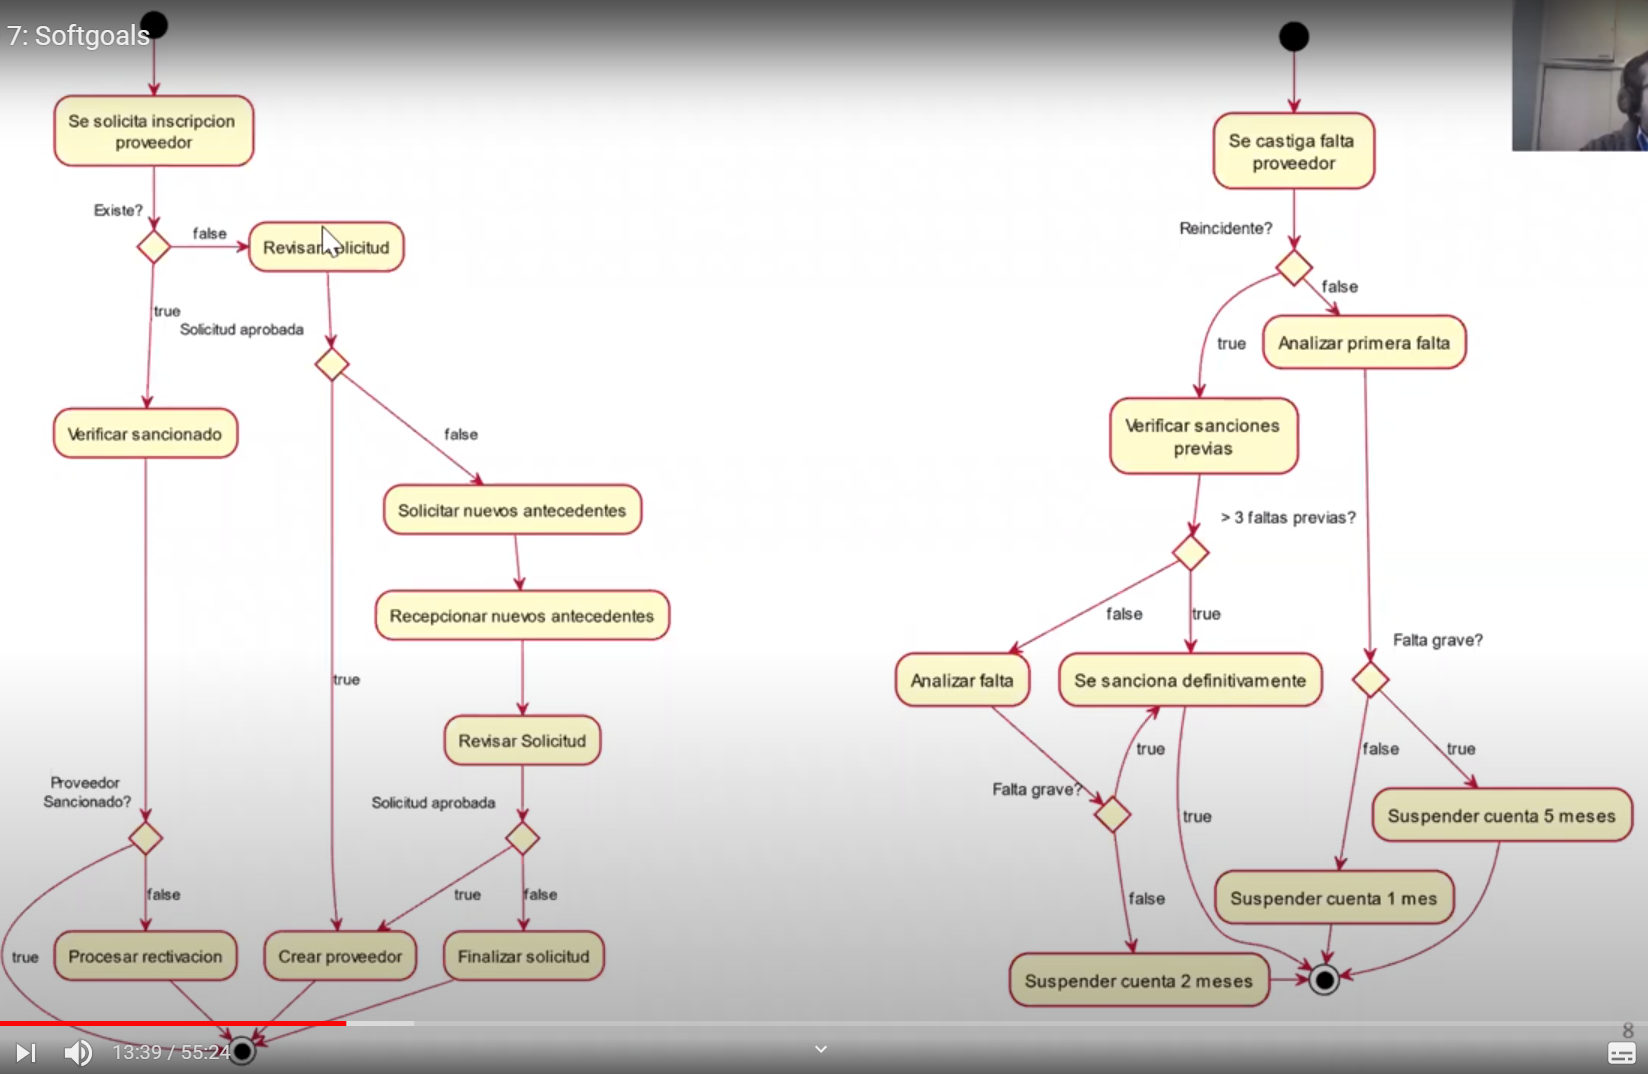 7: Softgoals
Se solicita inscripcion
proveedor
Existe?
false
Revisar
licitud
true
Solicitud aprobada
false
Verificar sancionado
Solicitar nuevos antecedentes
Recepcionar nuevos antecedentes
true
Revisar Solicitud
Proveedor
Sancionado?
Solicitud aprobada
false
true
false
true
Procesar rectivacion
Crear proveedor
Finalizar solicitud
Se castiga falta
proveedor
Reincidente?
false
true
Analizar primera falta
Verificar sanciones
previas
> 3 faltas previas?
false
true
Falta grave?
Analizar falta
Se sanciona definitivamente
true
false
true
Falta grave?
true
Suspender cuenta 5 meses
false
Suspender cuenta 1 mes
Suspender cuenta 2 meses
8
13:39 / 55:24